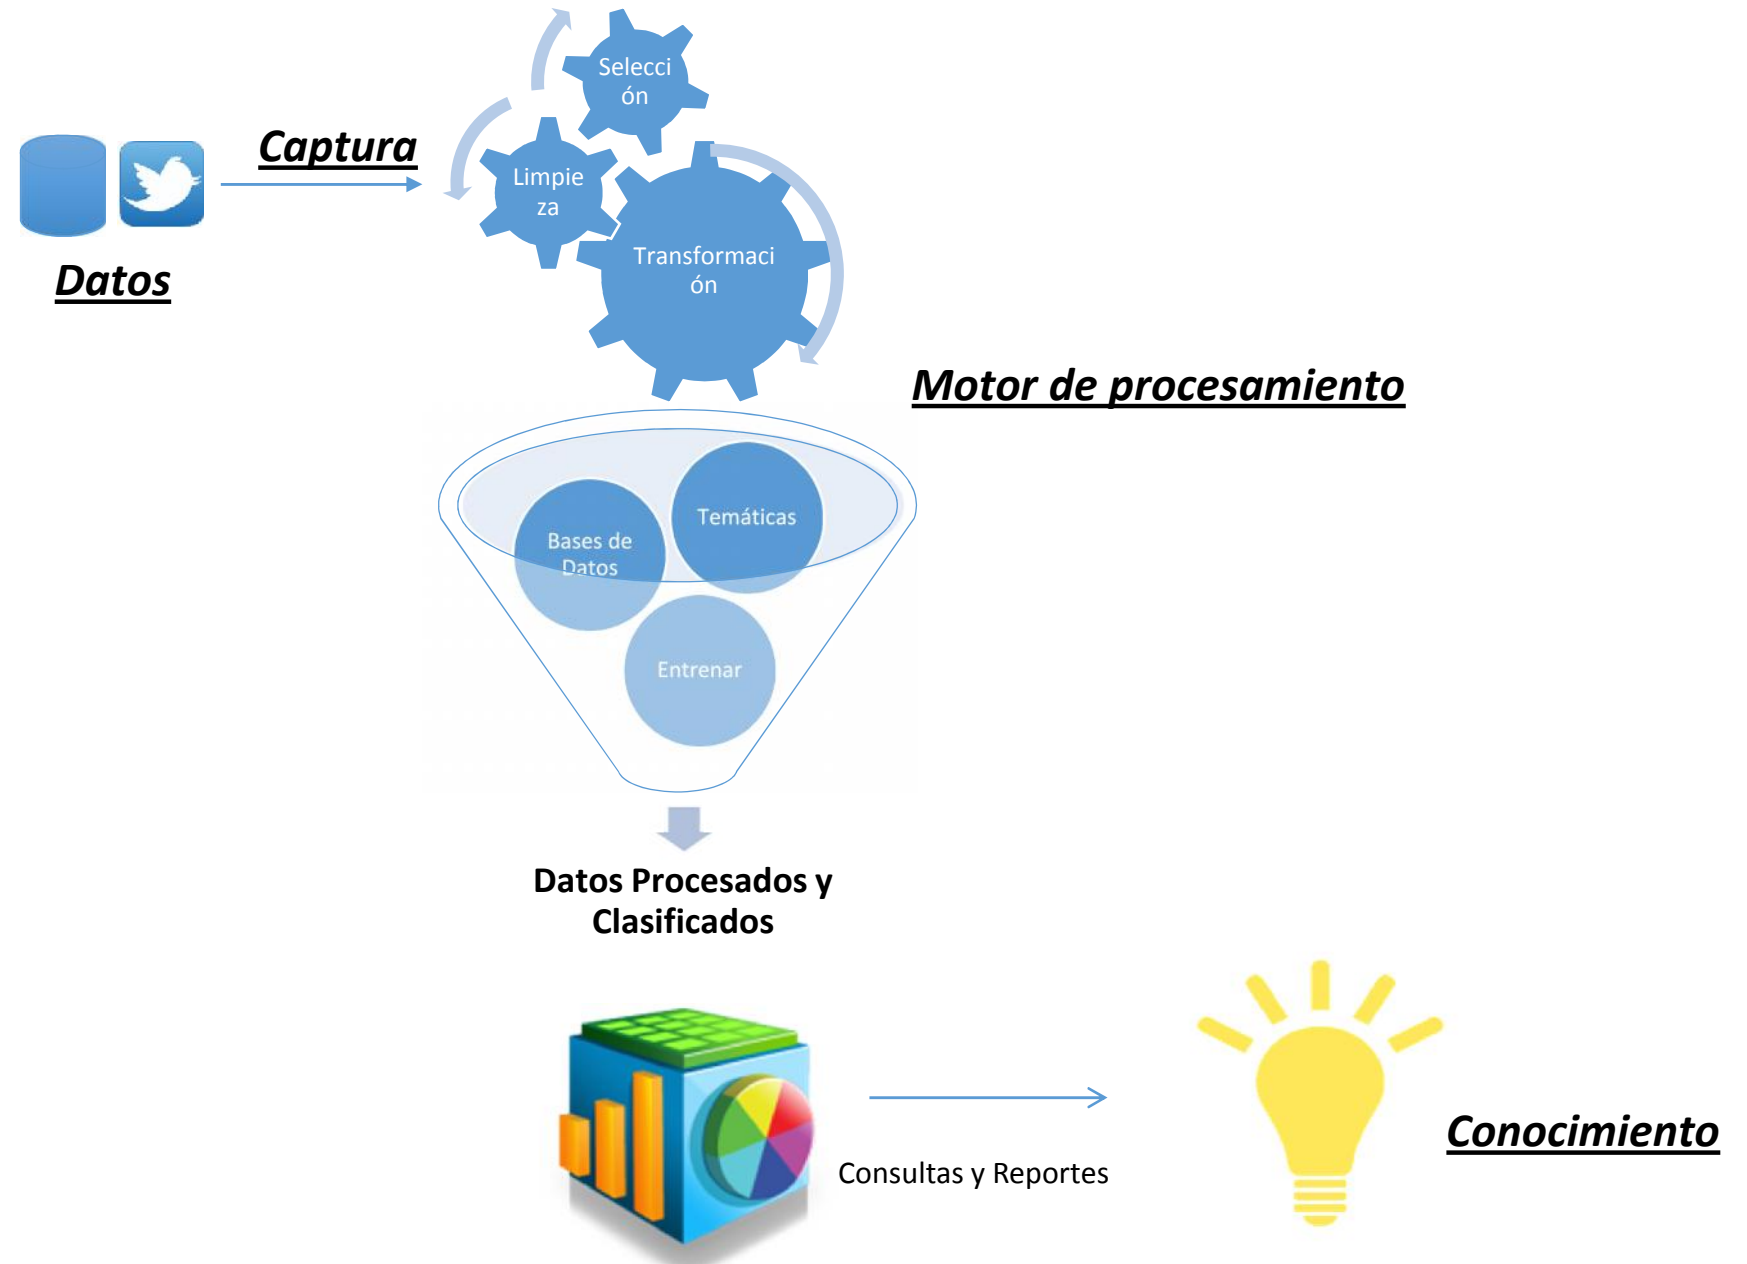 Selecci
ón
Captura
Limpie
za
Datos
Transformaci
ón
Motor de procesamiento
Temáticas
Bases de
Datos
Entrenar
Datos Procesados y
Clasificados
Consultas y Reportes
Conocimiento